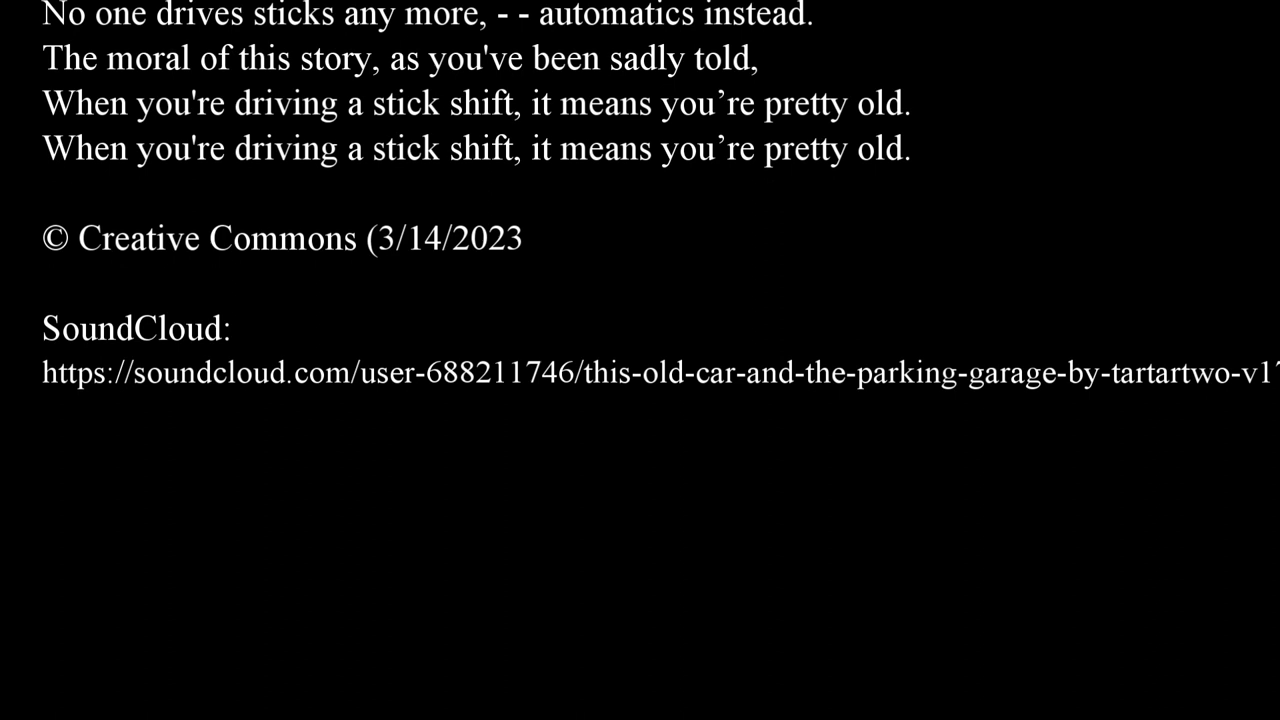 No one drives sticks any more, - - automatics instead.
The moral of this story, as you've been sadly told,
When you're driving a stick shift, it means you’re pretty old.
When you're driving a stick shift, it means you’re pretty old.
© Creative Commons (3/14/2023
SoundCloud:
https://soundcloud.com/user-688211746/this-old-car-and-the-parking-garage-by-tartartwo-v17